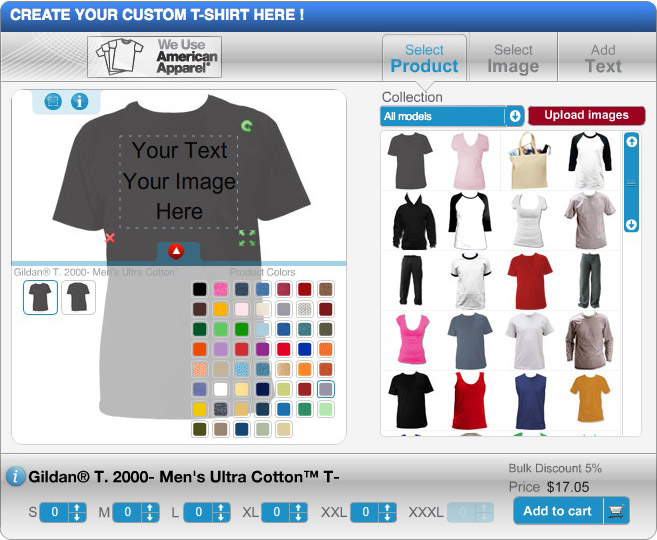 CREATE YOUR CUSTOM T-SHIRT HERE !
We Use
American
Apparel®
Select
Product
Select
Image
Add
Text
Collection
All models
Upload images
Your Text
Your Image
Here
Gildan® T. 2000- Men's Ultra Cotton™
Product Colors
Gildan® T. 2000- Men's Ultra Cotton™ T-
Bulk Discount 5%
Price $17.05
S 0 M 0 L 0 XL 0 XXL 0 XXXL 0
Add to cart